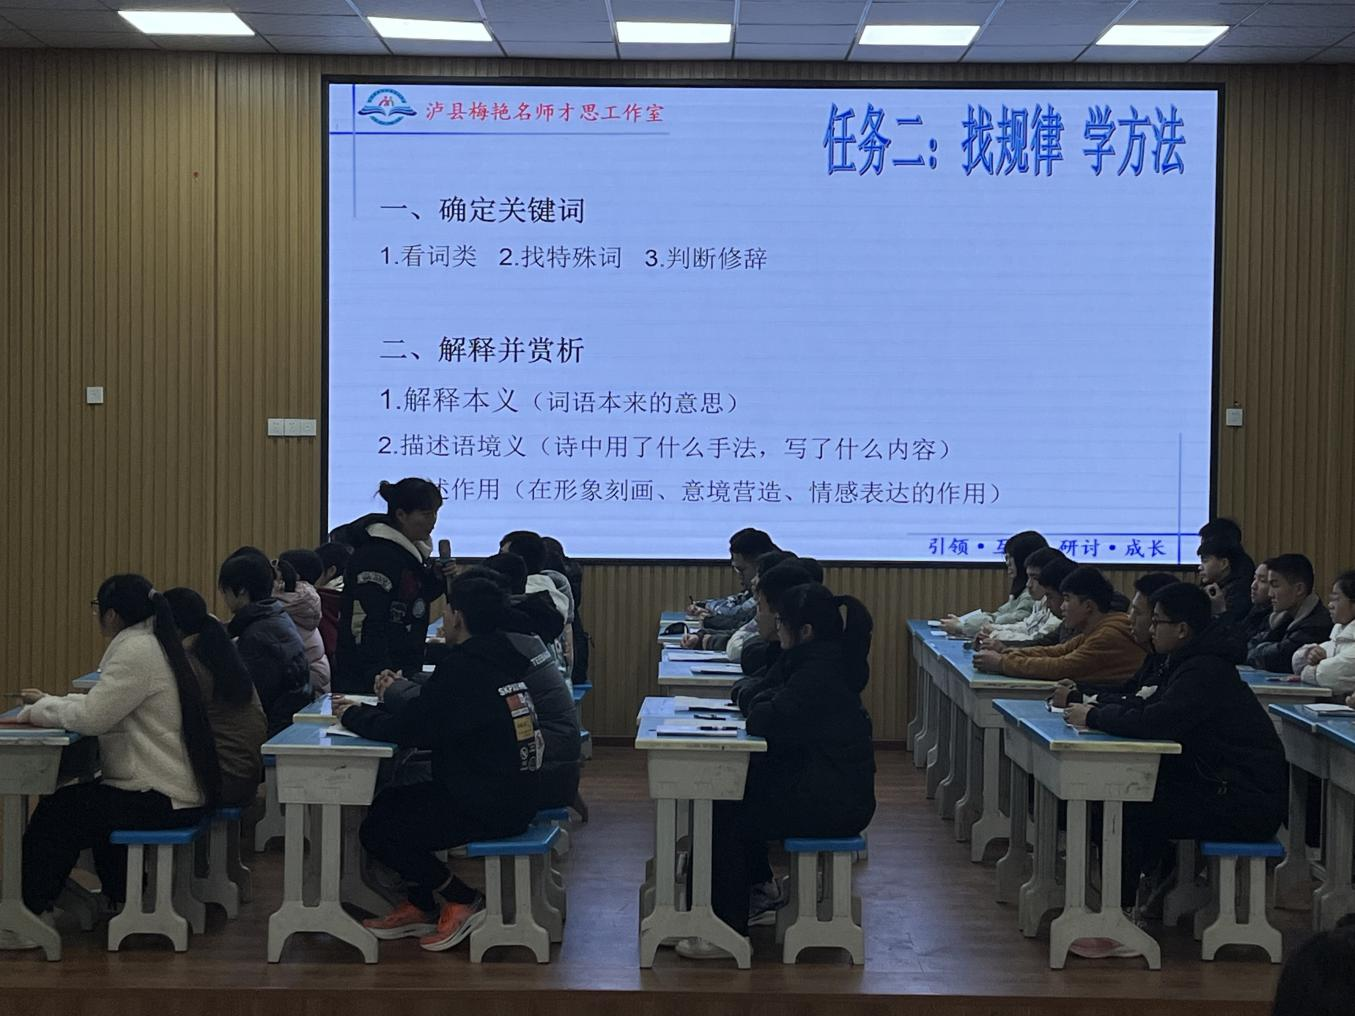 泸县梅艳名师才思工作室
任务二：找规律 学方法
一、确定关键词
1.看词类 2.找特殊词 3.判断修辞
二、解释并赏析
1.解释本义（词语本来的意思）
2.描述语境义（诗中用了什么手法，写了什么内容）
述作用（在形象刻画、意境营造、情感表达的作用）
引领·互 研讨·成长